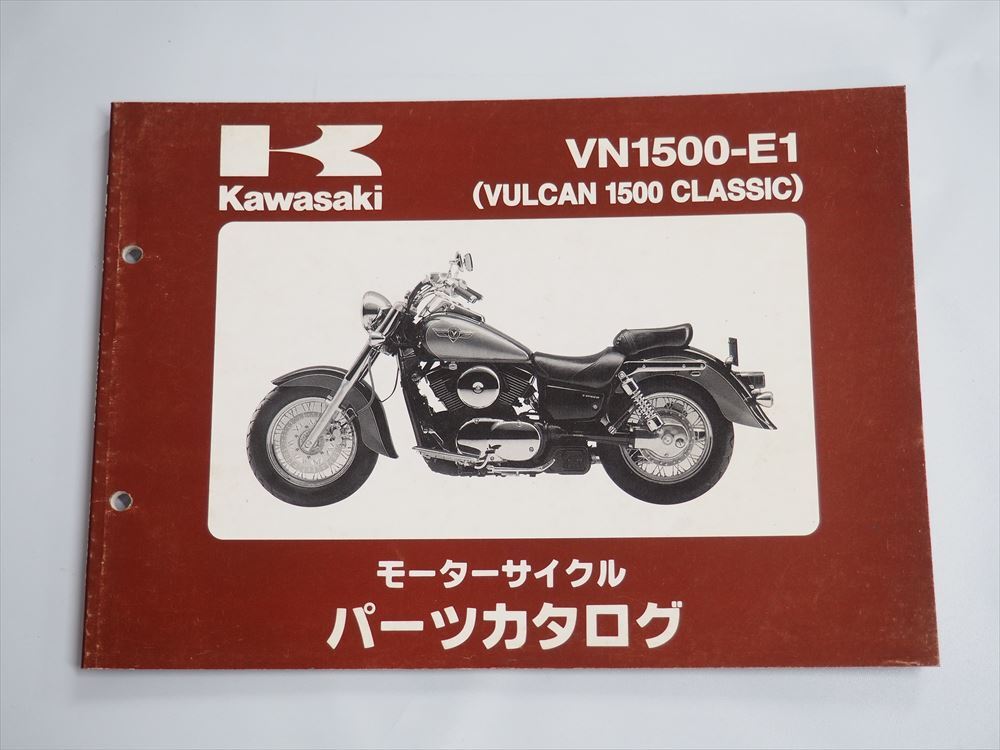 Kawasaki
VN1500-E1
(VULCAN 1500 CLASSIC)
モーターサイクル
パーツカタログ